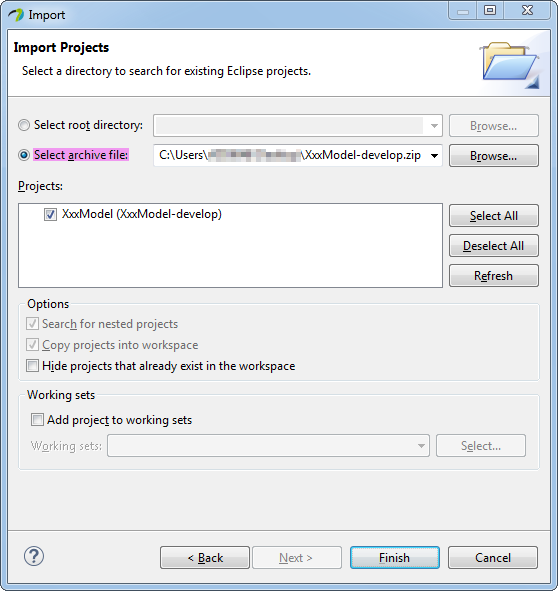 Import
Import Projects
Select a directory to search for existing Eclipse projects.
Select root directory:
Browse...
Select archive file:
C:\Users\ \XxxModel-develop.zip
Browse...
Projects:
XxxModel (XxxModel-develop)
Select All
Deselect All
Refresh
Options
Search for nested projects
Copy projects into workspace
Hide projects that already exist in the workspace
Working sets
Add project to working sets
Working sets:
Select...
?
< Back
Next >
Finish
Cancel